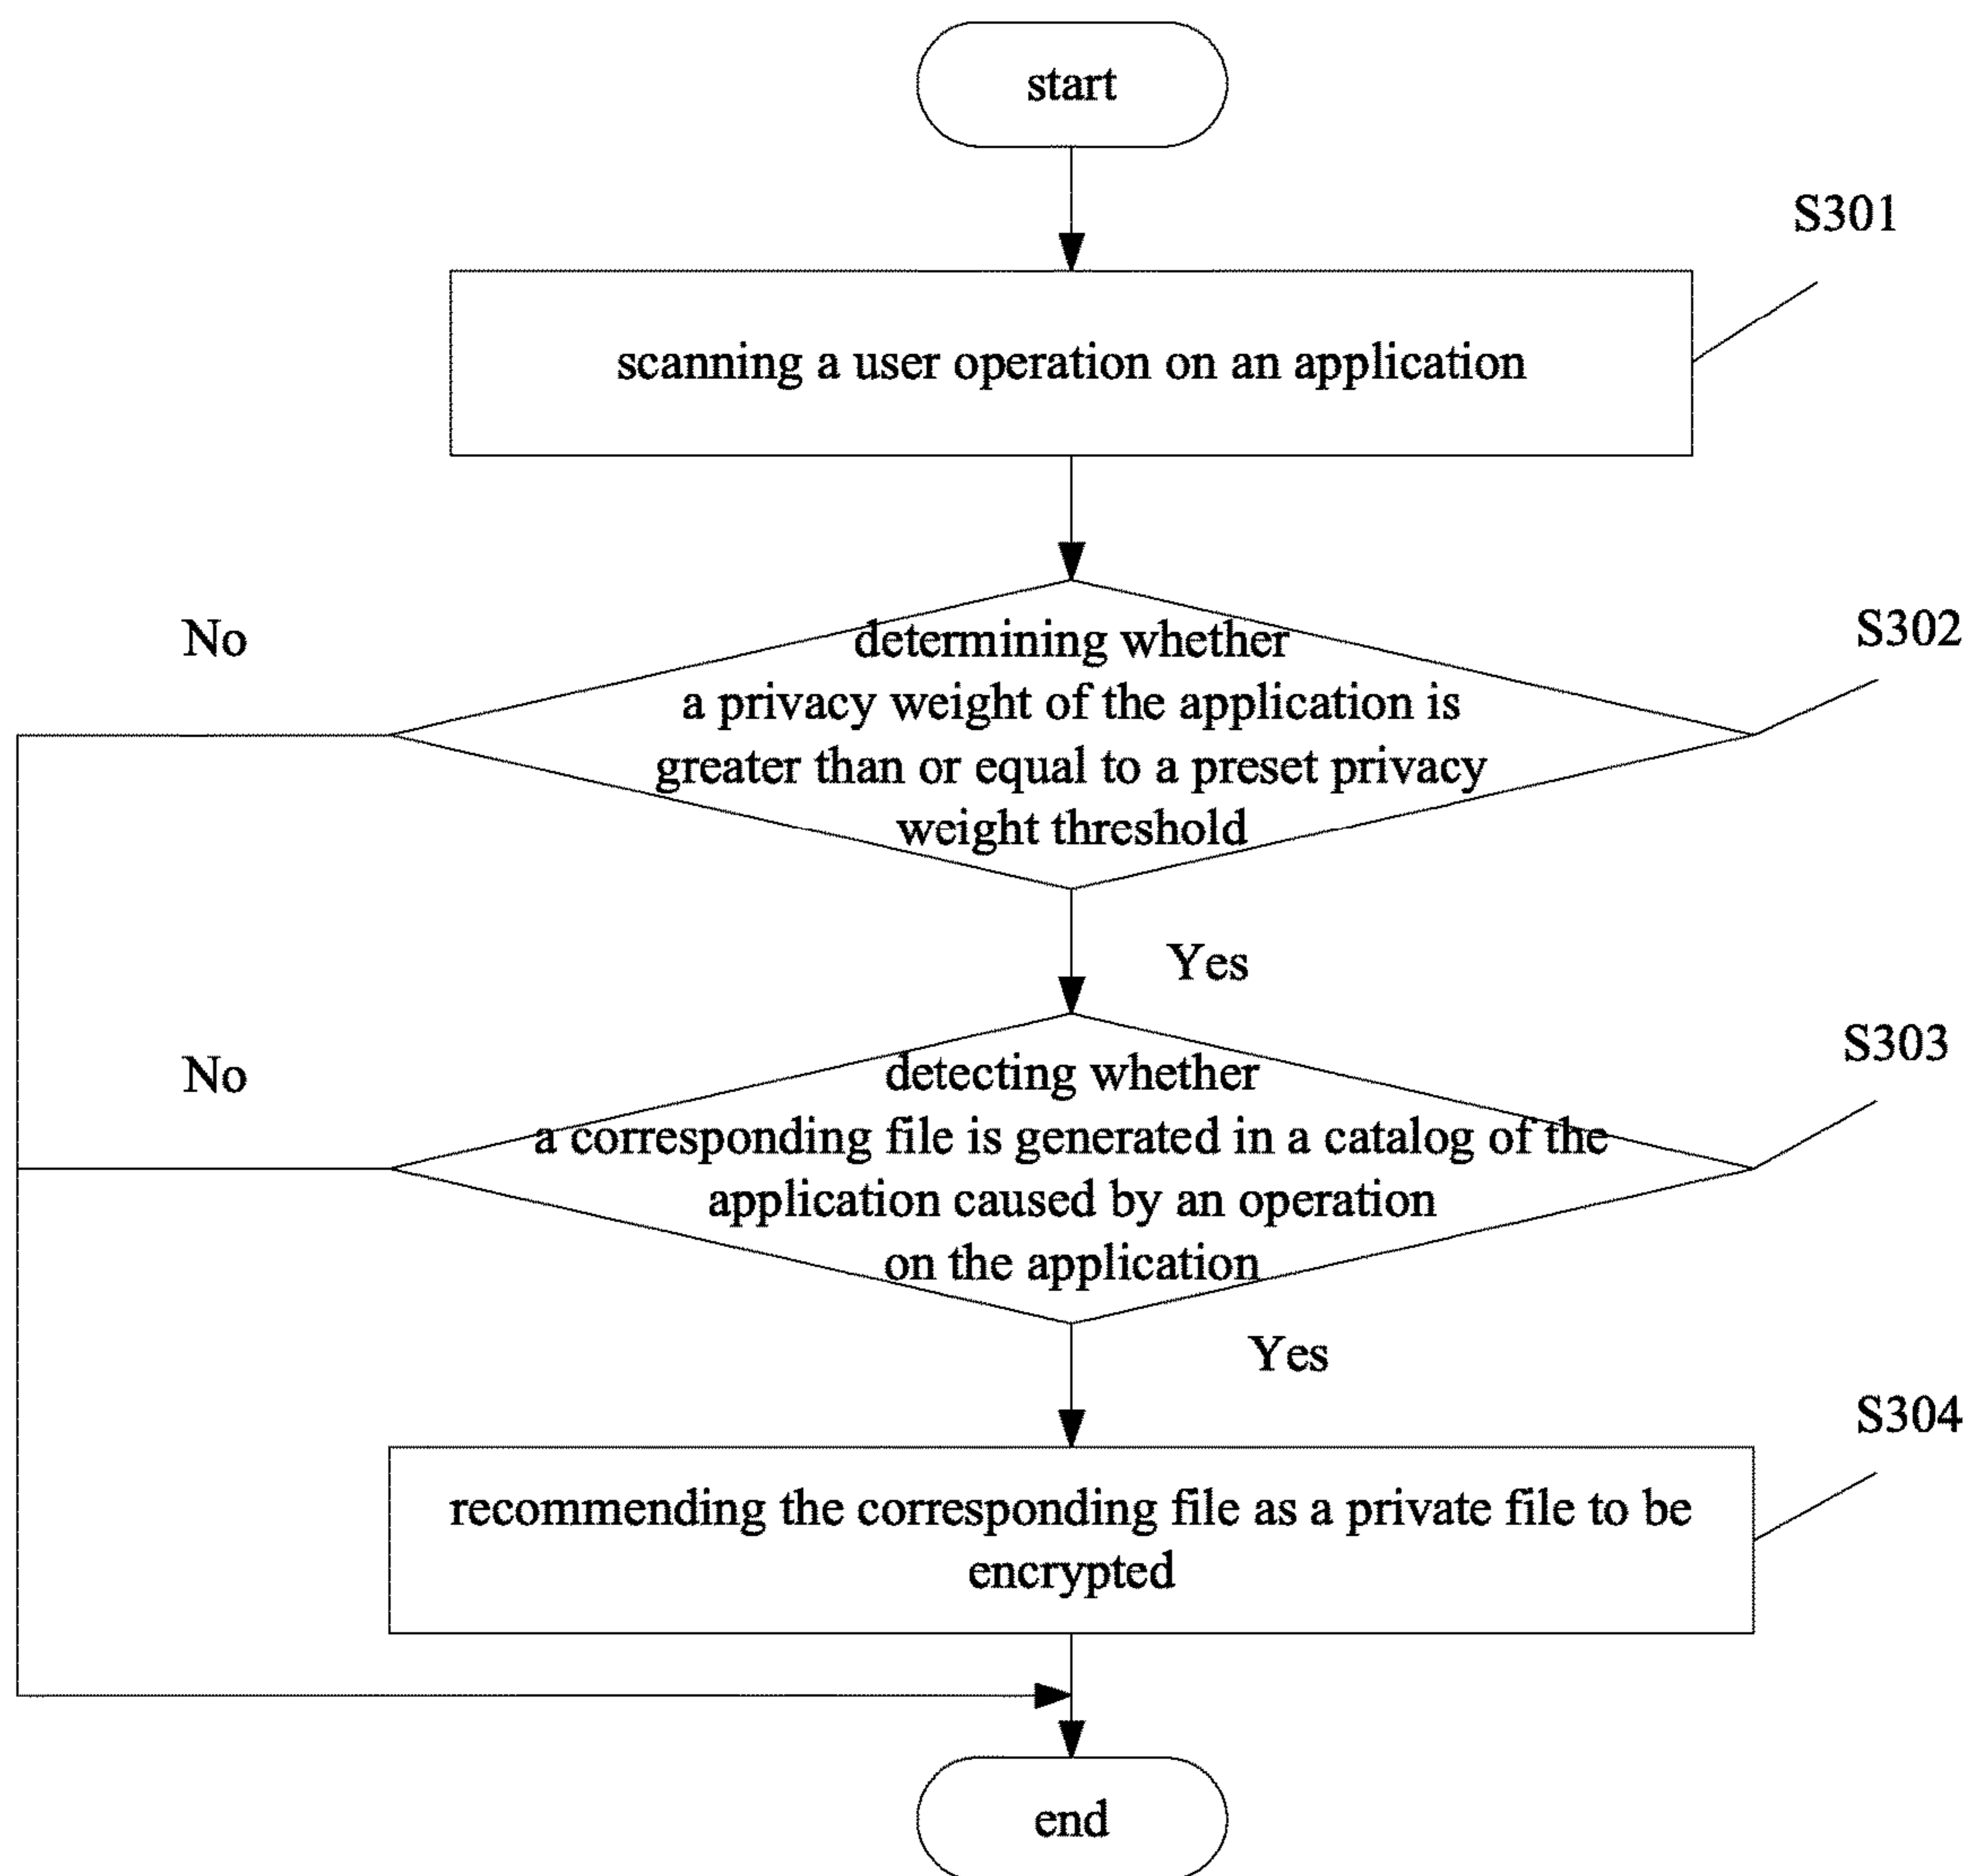 start
S301
scanning a user operation on an application
No
S302
determining whether
a privacy weight of the application is
greater than or equal to a preset privacy
weight threshold
Yes
No
S303
detecting whether
a corresponding file is generated in a catalog of the
application caused by an operation
on the application
Yes
S304
recommending the corresponding file as a private file to be
encrypted
end